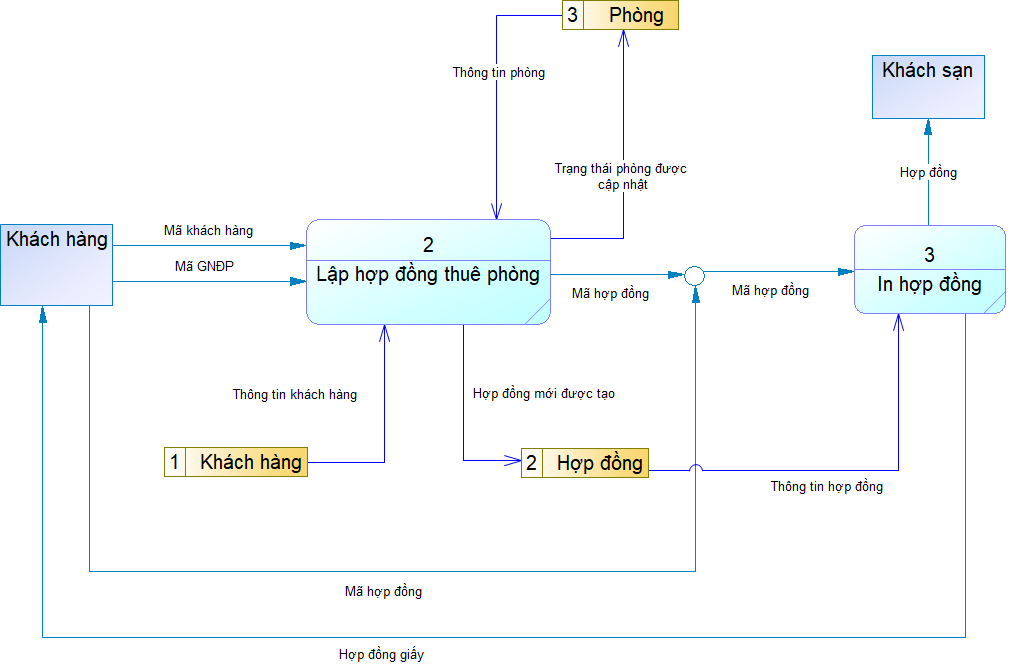 3 Phòng
Thông tin phòng
Khách sạn
Trạng thái phòng được
cập nhật
Hợp đồng
Khách hàng
Mã khách hàng
Mã GNĐP
2
Lập hợp đồng thuê phòng
Mã hợp đồng
Mã hợp đồng
3
In hợp đồng
Thông tin khách hàng
Hợp đồng mới được tạo
1 Khách hàng
2 Hợp đồng
Thông tin hợp đồng
Mã hợp đồng
Hợp đồng giấy